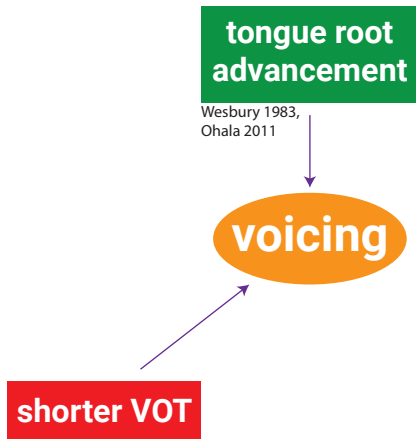 tongue root
advancement
Wesbury 1983,
Ohala 2011
voicing
shorter VOT